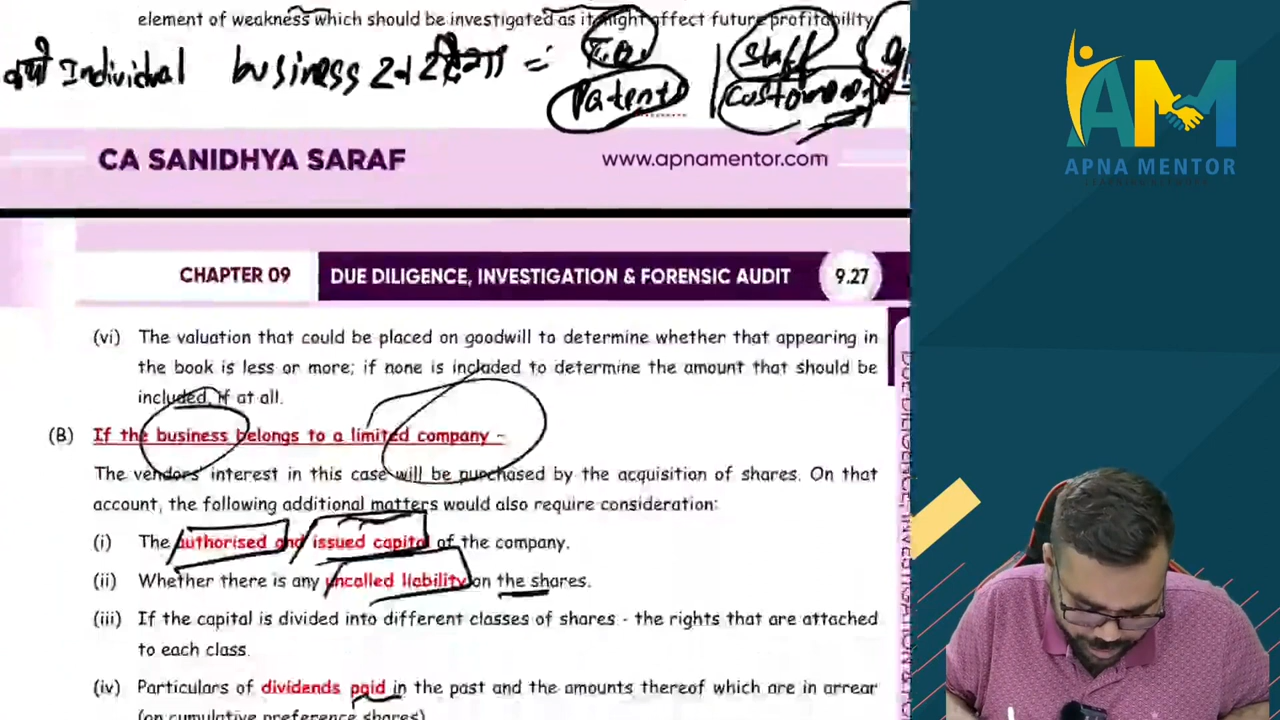 element of weakness which should be investigated as it might affect future profitability
Individual business
Patents
Staff
Customer
CA SANIDHYA SARAF
www.apnamentor.com
AM
APNA MENTOR
CHAPTER 09
DUE DILIGENCE, INVESTIGATION & FORENSIC AUDIT
9.27
(vi) The valuation that could be placed on goodwill to determine whether that appearing in
the book is less or more; if none is included to determine the amount that should be
included, if at all.
(B) If the business belongs to a limited company -
The vendors' interest in this case will be purchased by the acquisition of shares. On that
account, the following additional matters would also require consideration:
(i) The authorised and issued capital of the company.
(ii) Whether there is any uncalled liability on the shares.
(iii) If the capital is divided into different classes of shares - the rights that are attached
to each class.
(iv) Particulars of dividends paid in the past and the amounts thereof which are in arrear
(on cumulative preference shares)